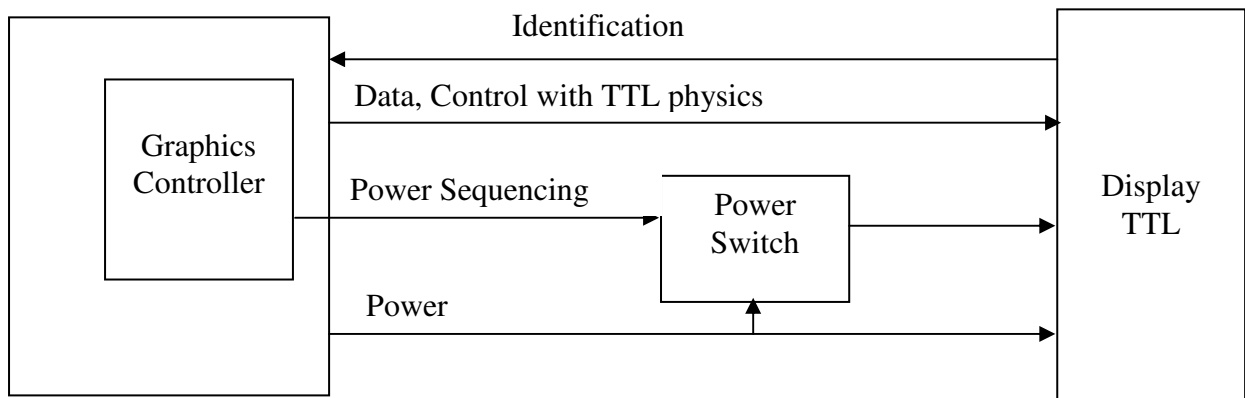 Identification
Data, Control with TTL physics
Graphics
Controller
Power Sequencing
Power
Switch
Display
TTL
Power